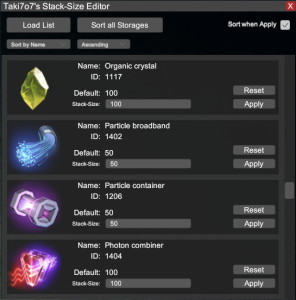 Taki7o7's Stack-Size Editor X
Load List Sort all Storages Sort when Apply
Sort by Name Ascending
Name: Organic crystal
ID: 1117
Default: 100 Reset
Stack-Size: 100 Apply
Name: Particle broadband
ID: 1402
Default: 50 Reset
Stack-Size: 50 Apply
Name: Particle container
ID: 1206
Default: 50 Reset
Stack-Size: 50 Apply
Name: Photon combiner
ID: 1404
Default: 100 Reset
Stack-Size: 100 Apply